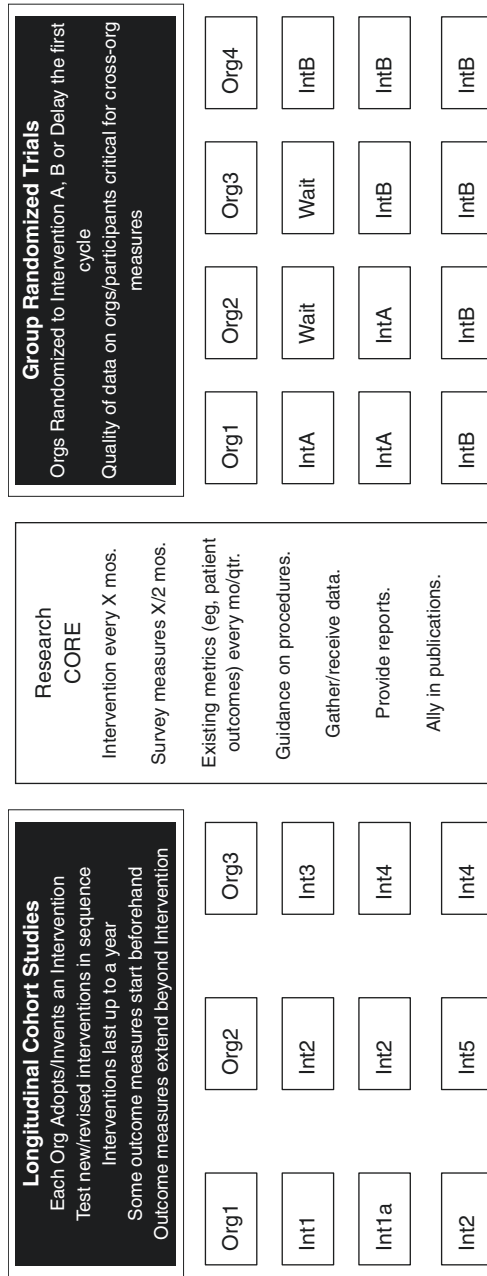 Longitudinal Cohort Studies
Each Org Adopts/Invents an Intervention
Test new/revised interventions in sequence
Interventions last up to a year
Some outcome measures start beforehand
Outcome measures extend beyond Intervention
Org1
Org2
Org3
Int1
Int2
Int3
Int1a
Int2
Int4
Int2
Int5
Int4
Research
CORE
Intervention every X mos.
Survey measures X/2 mos.
Existing metrics (eg, patient
outcomes) every mo/qtr.
Guidance on procedures.
Gather/receive data.
Provide reports.
Ally in publications.
Group Randomized Trials
Orgs Randomized to Intervention A, B or Delay the first
cycle
Quality of data on orgs/participants critical for cross-org
measures
Org1
Org2
Org3
Org4
IntA
Wait
Wait
IntB
IntA
IntA
IntB
IntB
IntB
IntB
IntB
IntB